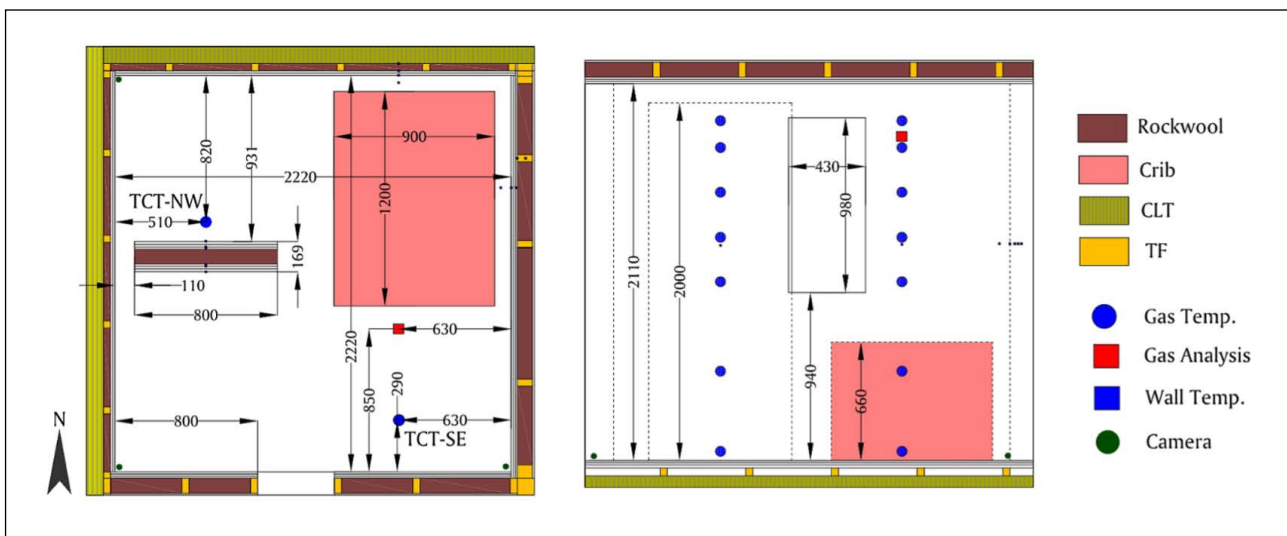 900
820
931
2220
1200
TCT-NW
510
169
110
800
630
2220
850
290
800
630
TCT-SE
N
430
980
2110
2000
940
660
Rockwool
Crib
CLT
TF
Gas Temp.
Gas Analysis
Wall Temp.
Camera